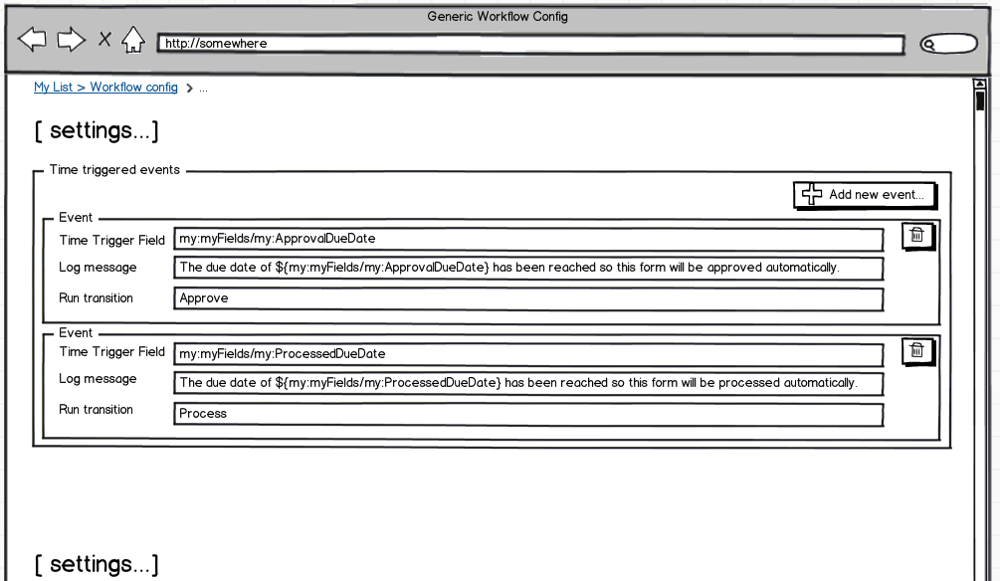 Generic Workflow Config
http://somewhere
My List > Workflow config > ...
[ settings...]
Time triggered events
Add new event...
Event
Time Trigger Field my:myFields/my:ApprovalDueDate
Log message The due date of ${my:myFields/my:ApprovalDueDate} has been reached so this form will be approved automatically.
Run transition Approve
Event
Time Trigger Field my:myFields/my:ProcessedDueDate
Log message The due date of ${my:myFields/my:ProcessedDueDate} has been reached so this form will be processed automatically.
Run transition Process
[ settings...]